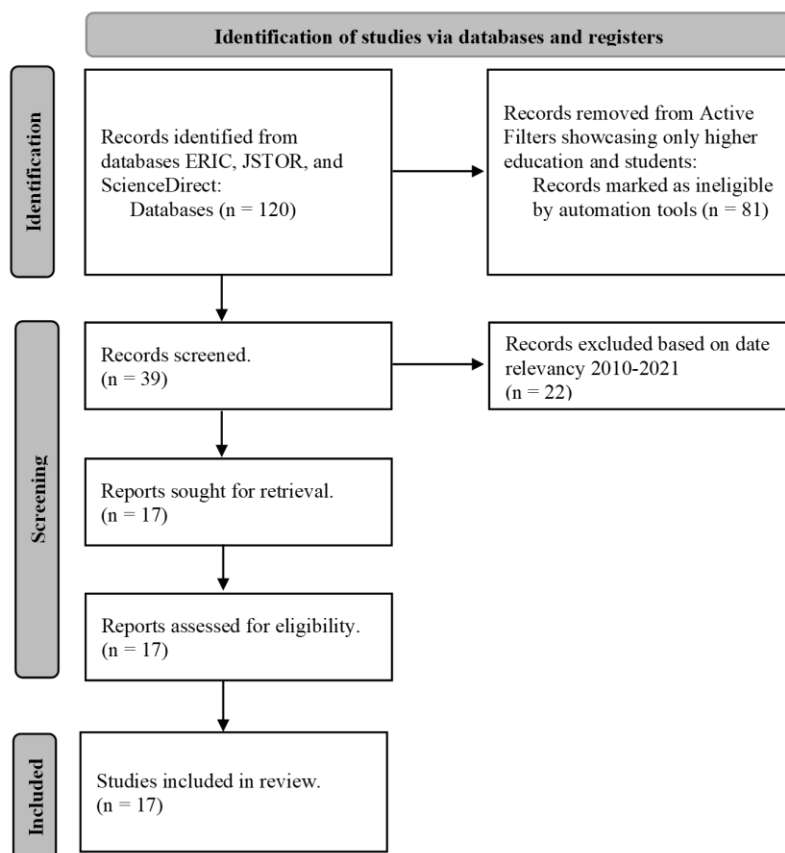 Identification of studies via databases and registers
Identification
Records identified from
databases ERIC, JSTOR, and
ScienceDirect:
Databases (n = 120)
Records removed from Active
Filters showcasing only higher
education and students:
Records marked as ineligible
by automation tools (n = 81)
Screening
Records screened.
(n = 39)
Records excluded based on date
relevancy 2010-2021
(n = 22)
Reports sought for retrieval.
(n = 17)
Reports assessed for eligibility.
(n = 17)
Included
Studies included in review.
(n = 17)